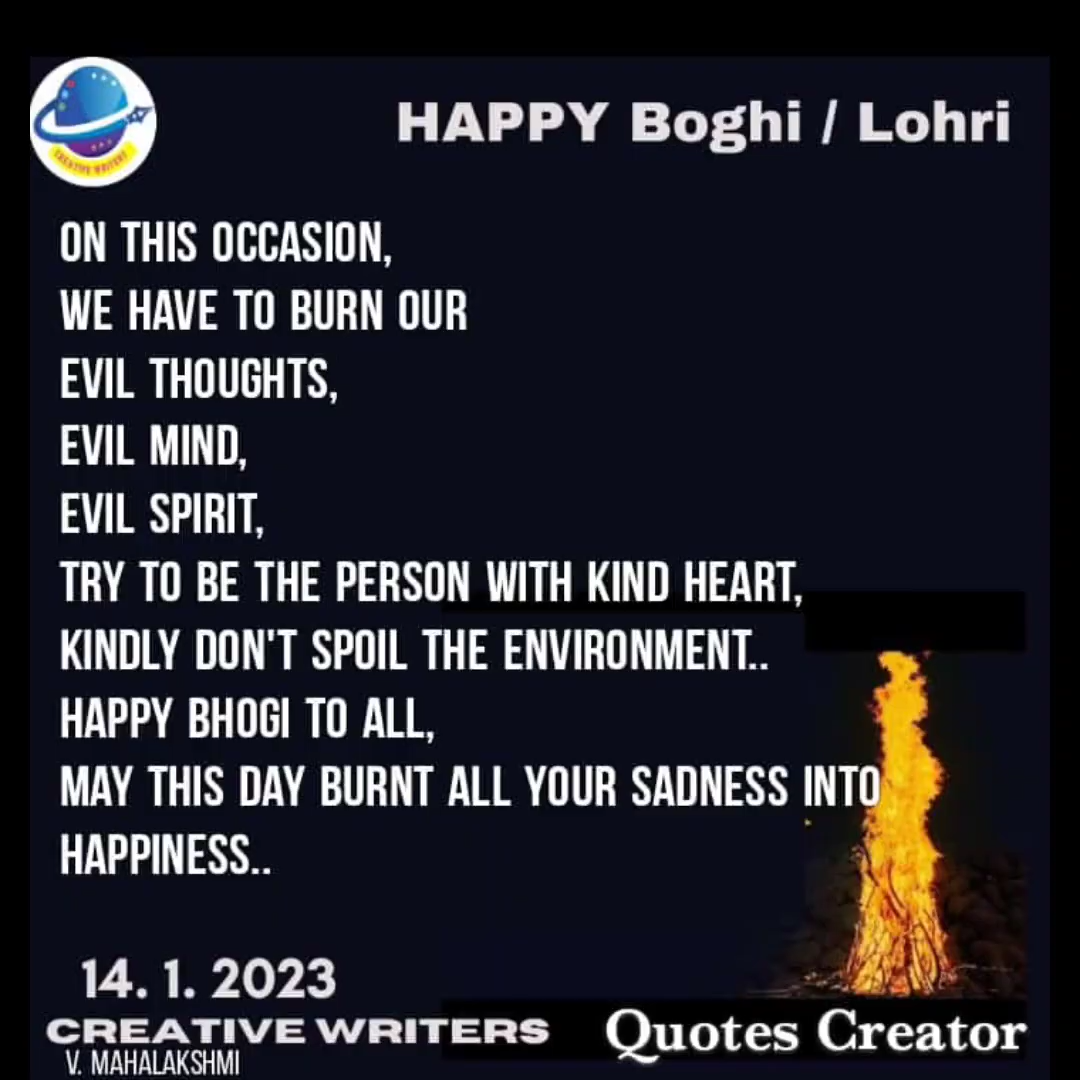 CREATIVE WRITERS
HAPPY Boghi / Lohri
ON THIS OCCASION,
WE HAVE TO BURN OUR
EVIL THOUGHTS,
EVIL MIND,
EVIL SPIRIT,
TRY TO BE THE PERSON WITH KIND HEART,
KINDLY DON'T SPOIL THE ENVIRONMENT..
HAPPY BHOGI TO ALL,
MAY THIS DAY BURNT ALL YOUR SADNESS INTO
HAPPINESS..
14. 1. 2023
CREATIVE WRITERS
V. MAHALAKSHMI
Quotes Creator